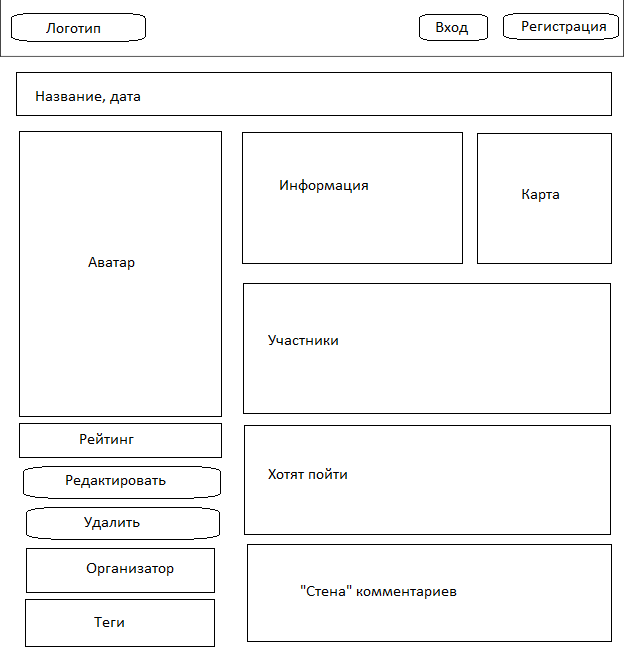 Логотип
Вход
Регистрация
Название, дата
Аватар
Информация
Карта
Участники
Рейтинг
Редактировать
Хотят пойти
Удалить
Организатор
"Стена" комментариев
Теги